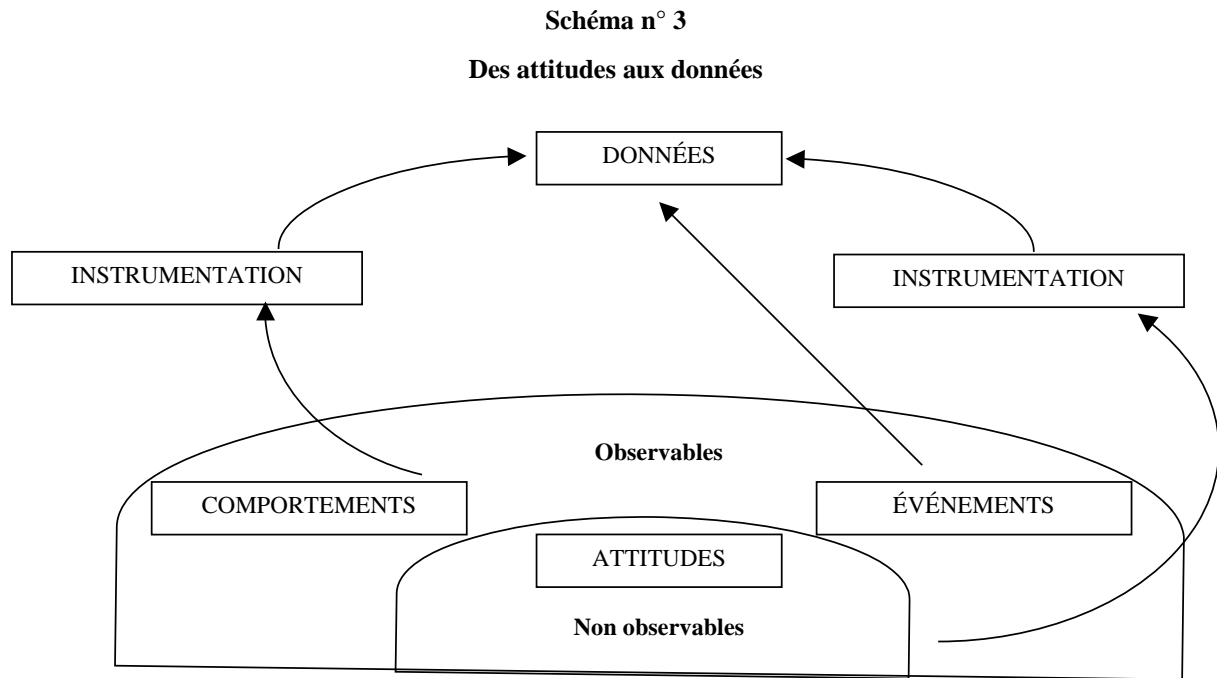 Schéma n° 3
Des attitudes aux données
DONNÉES
INSTRUMENTATION
INSTRUMENTATION
Observables
COMPORTEMENTS
ÉVÉNEMENTS
ATTITUDES
Non observables